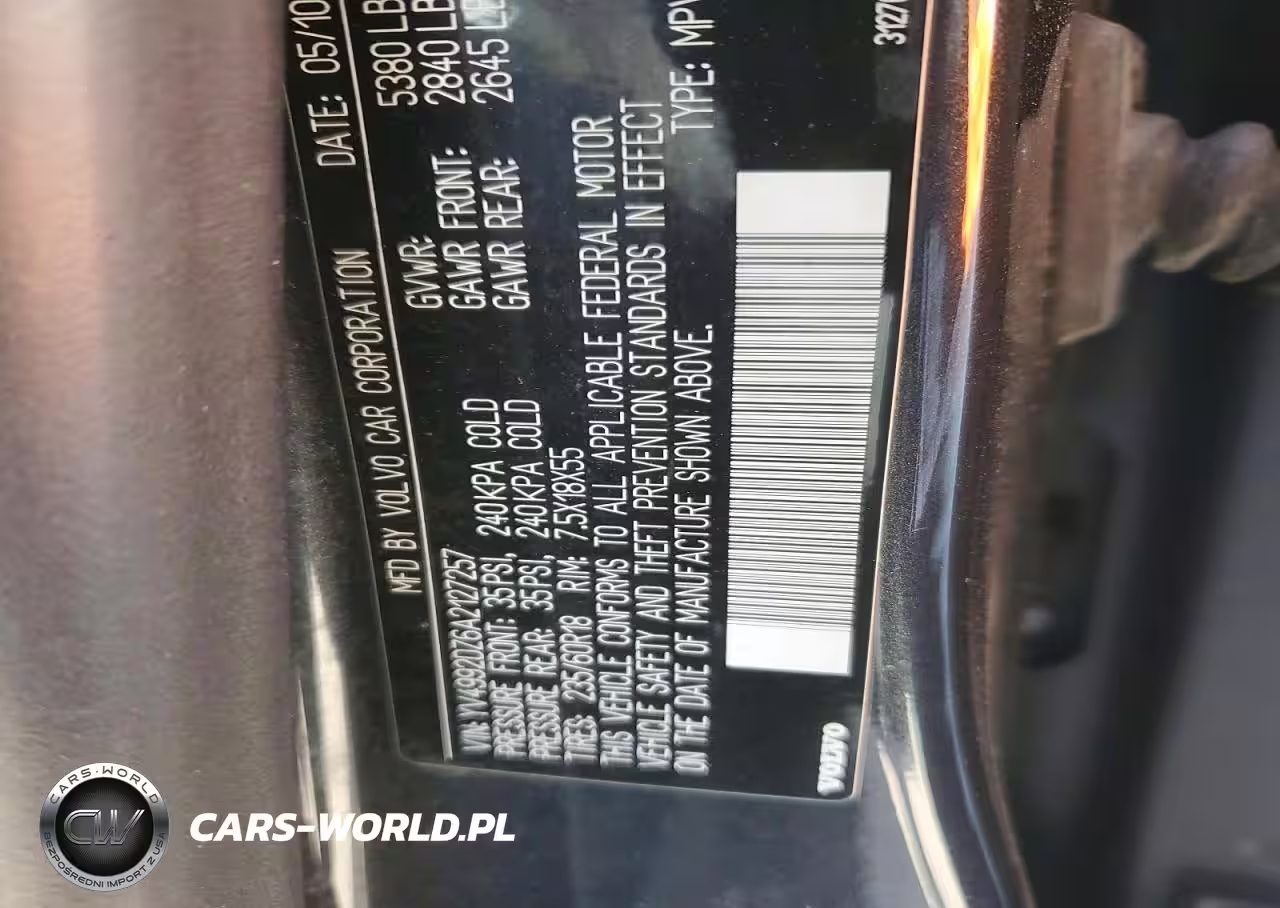 MFD BY VOLVO CAR CORPORATION DATE: 05/10
VIN: YV4992DZ6A2127257
GVWR: 5380 LB
PRESSURE FRONT: 35PSI, 240KPA COLD GAWR FRONT: 2840 LB
PRESSURE REAR: 35PSI, 240KPA COLD GAWR REAR: 2645 LB
TIRES: 235/60R18 RIM: 7.5X18X55
THIS VEHICLE CONFORMS TO ALL APPLICABLE FEDERAL MOTOR
VEHICLE SAFETY AND THEFT PREVENTION STANDARDS IN EFFECT
ON THE DATE OF MANUFACTURE SHOWN ABOVE. TYPE: MPV
VOLVO 3127
CARS-WORLD
CW
BEZPOŚREDNI IMPORT Z USA
CARS-WORLD.PL